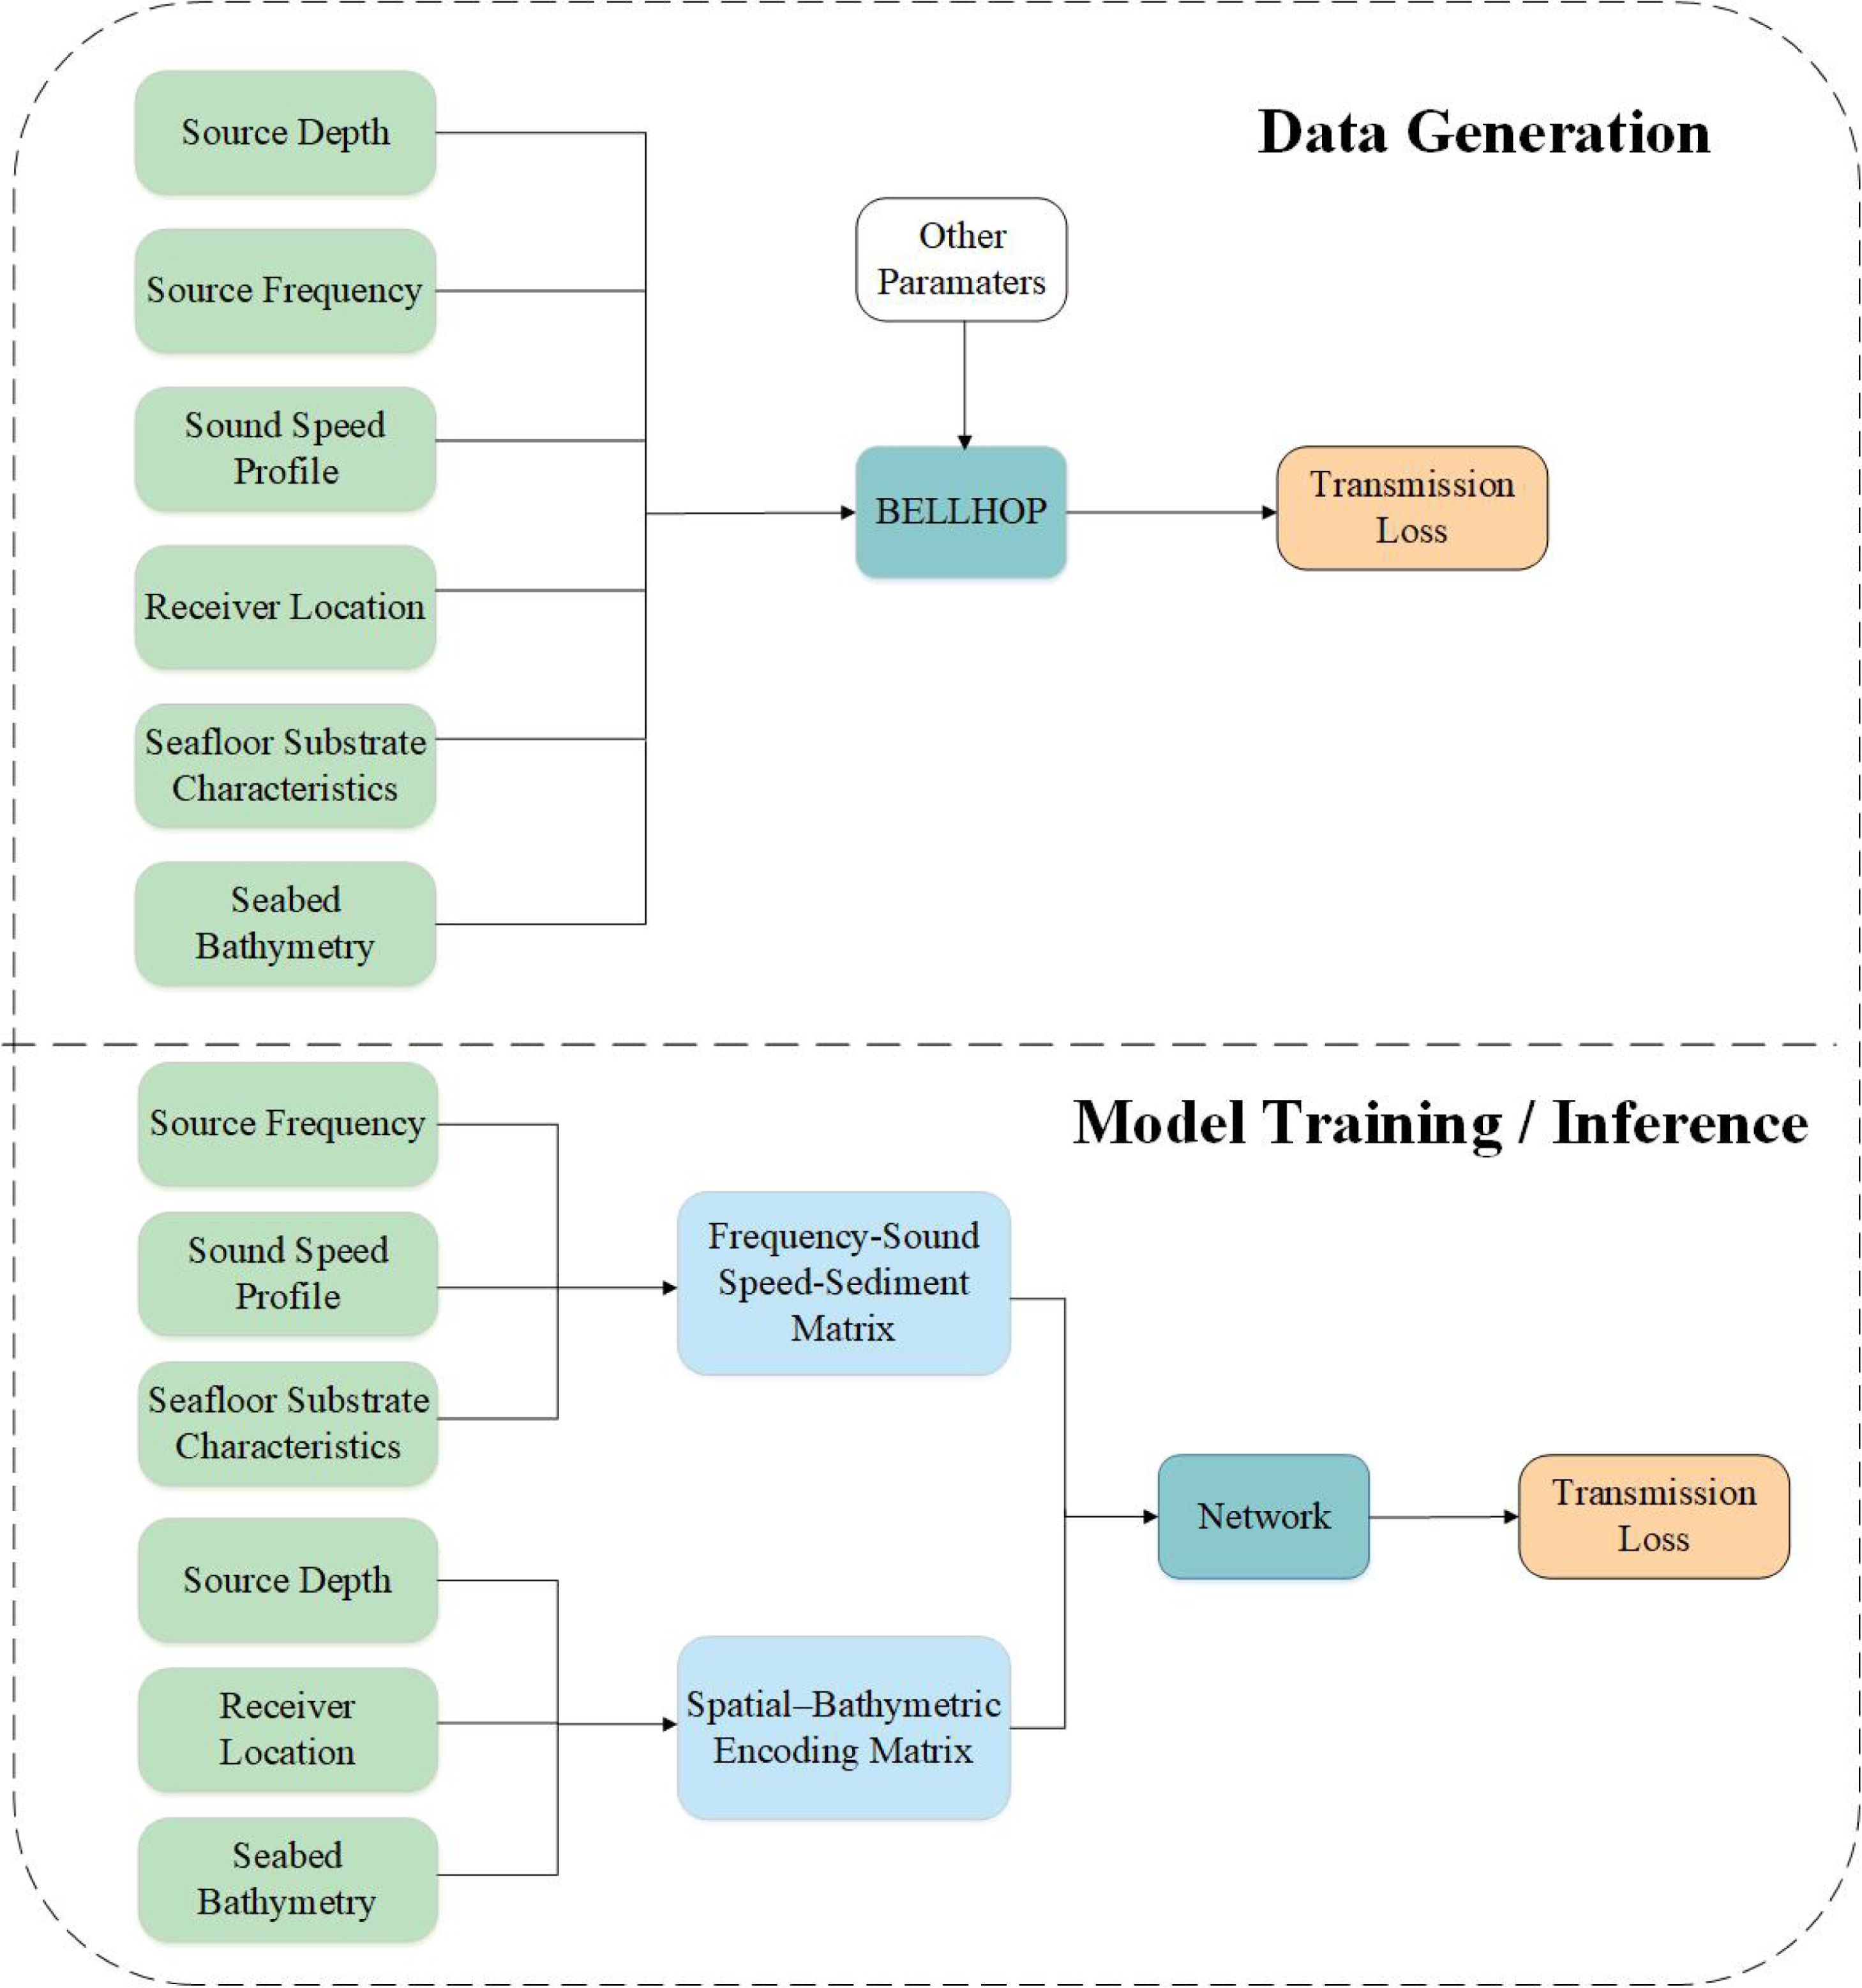 Data Generation
Source Depth
Source Frequency
Sound Speed
Profile
Receiver Location
Seafloor Substrate
Characteristics
Seabed
Bathymetry
Other
Paramaters
BELLHOP
Transmission
Loss
Model Training / Inference
Source Frequency
Sound Speed
Profile
Seafloor Substrate
Characteristics
Source Depth
Receiver
Location
Seabed
Bathymetry
Frequency-Sound
Speed-Sediment
Matrix
Spatial–Bathymetric
Encoding Matrix
Network
Transmission
Loss